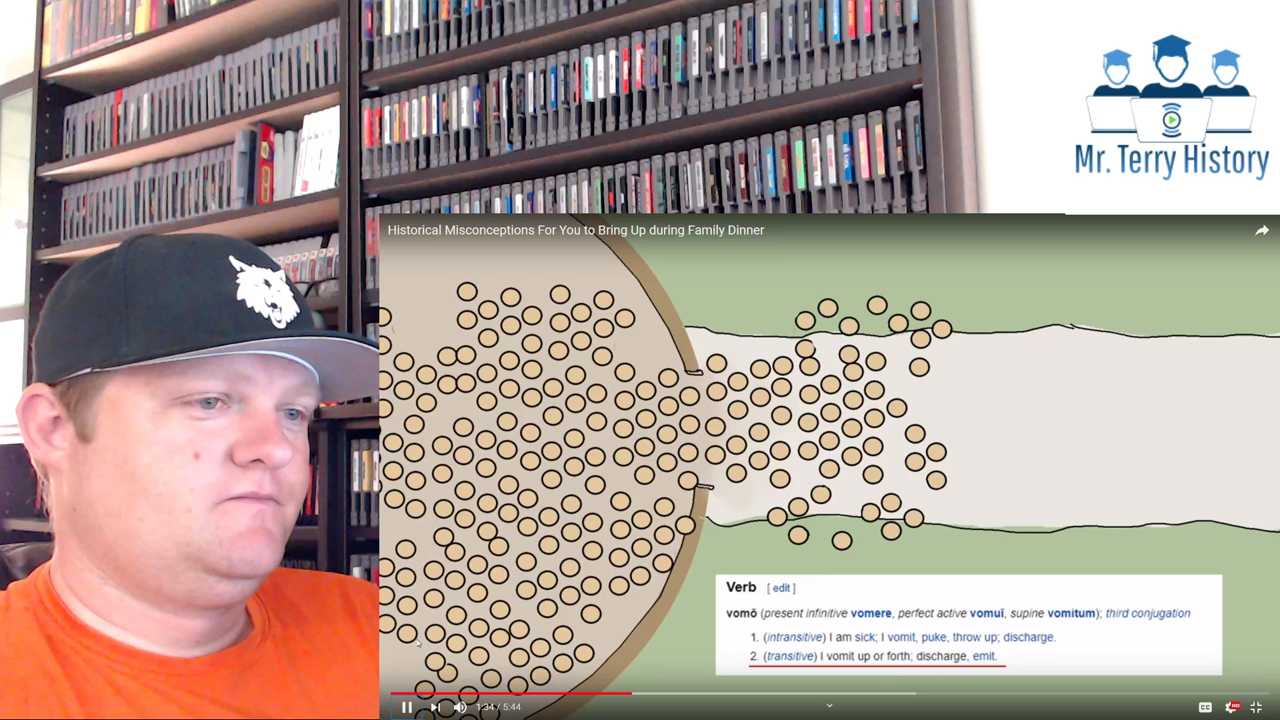 Mr. Terry History
Historical Misconceptions For You to Bring Up during Family Dinner
Verb [ edit ]
vomō (present infinitive vomere, perfect active vomuī, supine vomitum); third conjugation
1. (intransitive) I am sick; I vomit, puke, throw up; discharge.
2. (transitive) I vomit up or forth; discharge, emit.
1:34 / 5:44
CC
HD